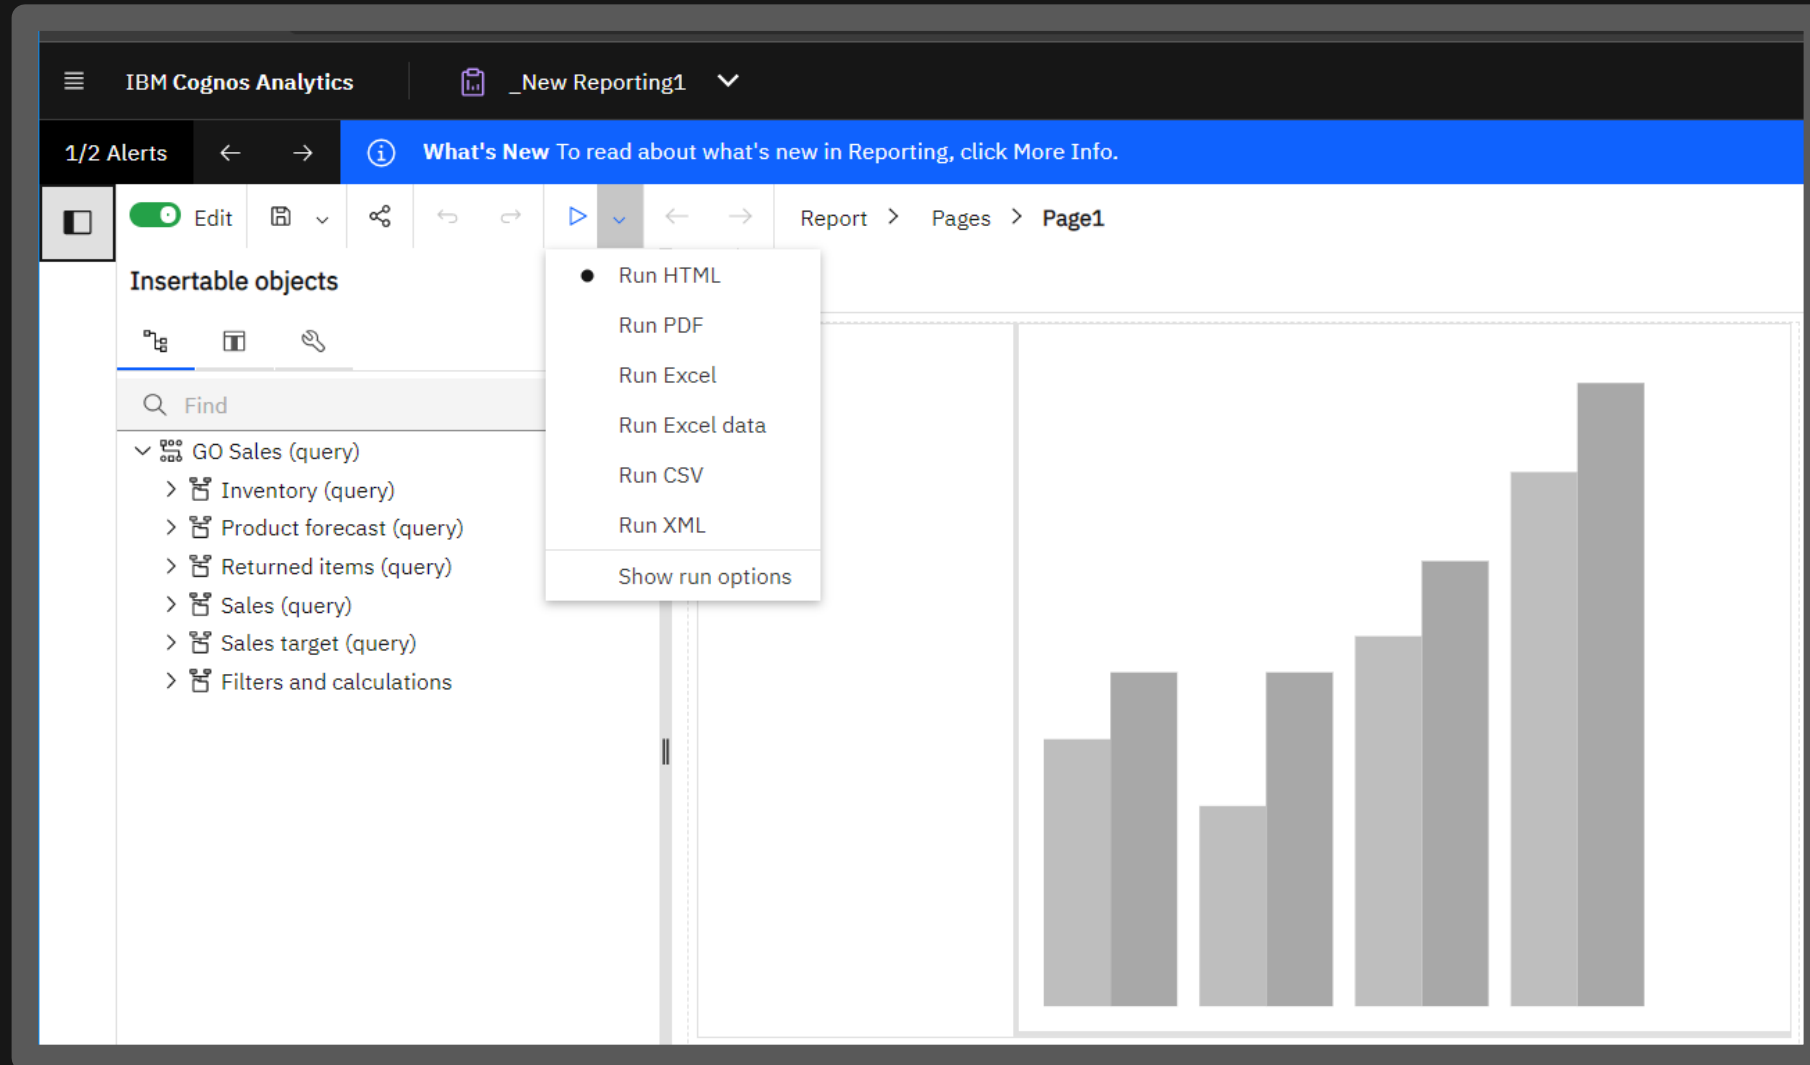 IBM Cognos Analytics
_New Reporting1
1/2 Alerts
What's New To read about what's new in Reporting, click More Info.
Edit
Report > Pages > Page1
Insertable objects
Run HTML
Run PDF
Run Excel
Run Excel data
Run CSV
Run XML
Show run options
Find
GO Sales (query)
Inventory (query)
Product forecast (query)
Returned items (query)
Sales (query)
Sales target (query)
Filters and calculations